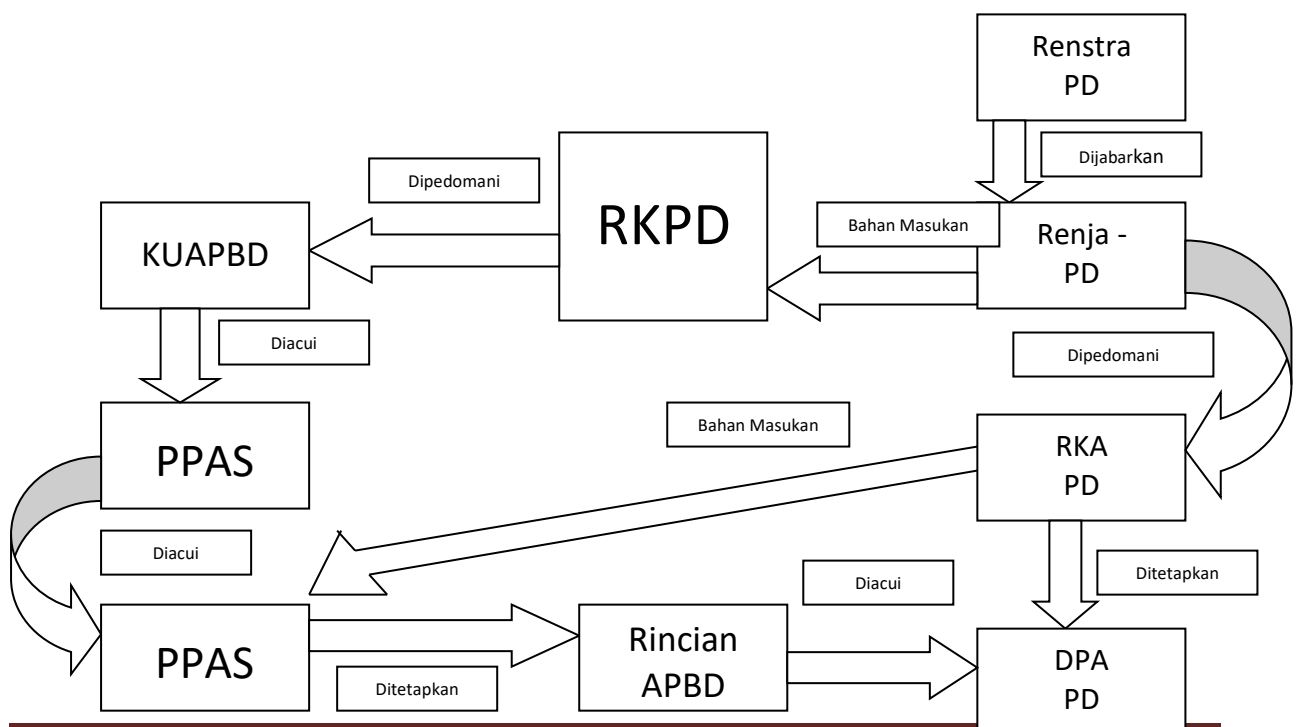 Renstra
PD
Dijabarkan
Dipedomani
RKPD
Bahan Masukan
Renja -
PD
KUAPBD
Diacui
Dipedomani
PPAS
Bahan Masukan
RKA
PD
Diacui
Diacui
Ditetapkan
PPAS
Ditetapkan
Rincian
APBD
DPA
PD